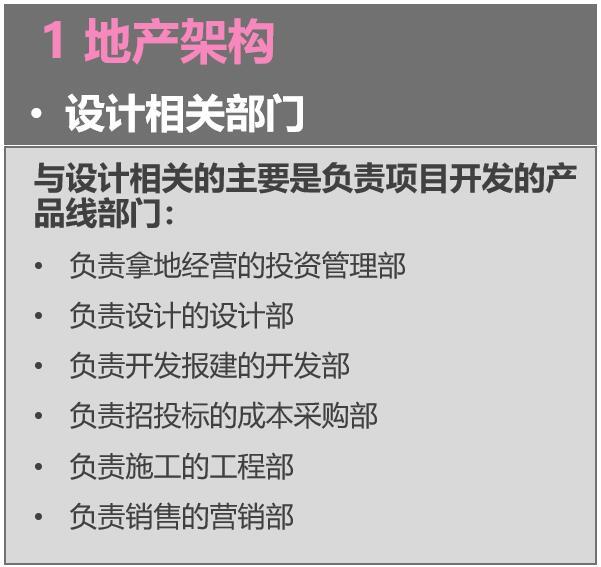 1 地产架构
• 设计相关部门
与设计相关的主要是负责项目开发的产
品线部门：
• 负责拿地经营的投资管理部
• 负责设计的设计部
• 负责开发报建的开发部
• 负责招投标的成本采购部
• 负责施工的工程部
• 负责销售的营销部